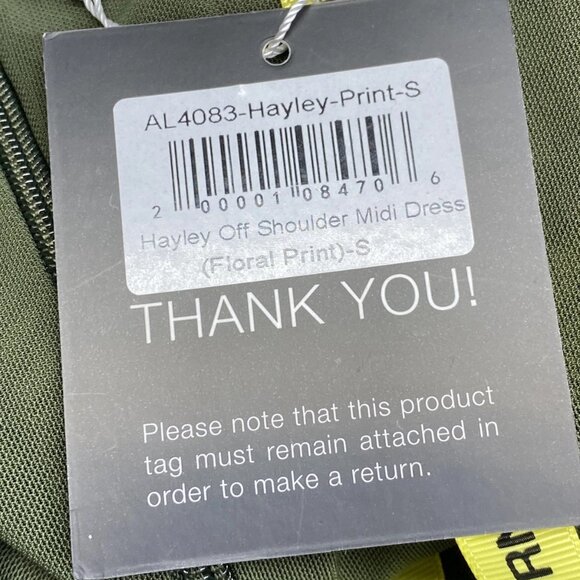 AL4083-Hayley-Print-S
2 00001 08470 6
Hayley Off Shoulder Midi Dress
(Floral Print)-S
THANK YOU!
Please note that this product
tag must remain attached in
order to make a return.